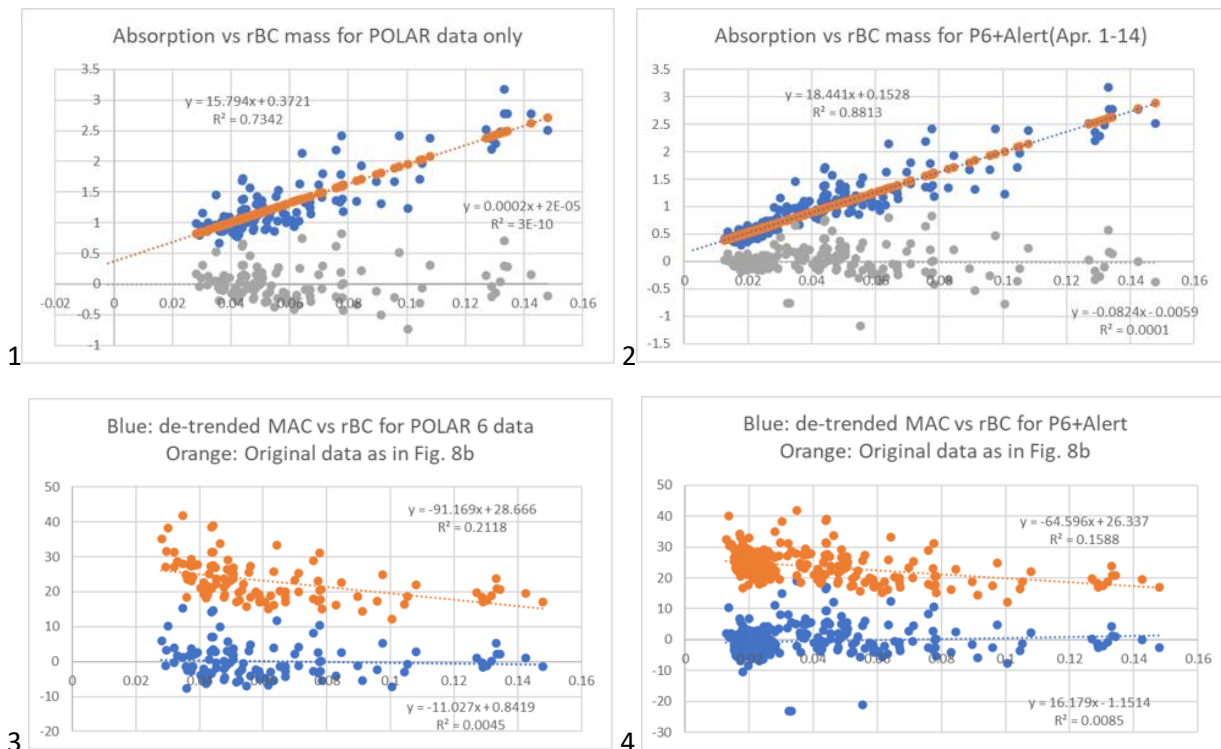 Absorption vs rBC mass for POLAR data only
3.5
3
2.5
2
1.5
1
0.5
0
-0.5
-1
y = 15.794x + 0.3721
R² = 0.7342
y = 0.0002x + 2E-05
R² = 3E-10
-0.02 0 0.02 0.04 0.06 0.08 0.1 0.12 0.14 0.16
1
Absorption vs rBC mass for P6+Alert(Apr. 1-14)
3.5
3
2.5
2
1.5
1
0.5
0
-0.5
-1
-1.5
y = 18.441x + 0.1528
R² = 0.8813
0 0.02 0.04 0.06 0.08 0.1 0.12 0.14 0.16
y = -0.0824x - 0.0059
R² = 0.0001
2
Blue: de-trended MAC vs rBC for POLAR 6 data
Orange: Original data as in Fig. 8b
50
40
30
20
10
0
-10
-20
y = -91.169x + 28.666
R² = 0.2118
0 0.02 0.04 0.06 0.08 0.1 0.12 0.14 0.16
y = -11.027x + 0.8419
R² = 0.0045
3
Blue: de-trended MAC vs rBC for P6+Alert
Orange: Original data as in Fig. 8b
50
40
30
20
10
0
-10
-20
-30
y = -64.596x + 26.337
R² = 0.1588
0 0.02 0.04 0.06 0.08 0.1 0.12 0.14 0.16
y = 16.179x - 1.1514
R² = 0.0085
4